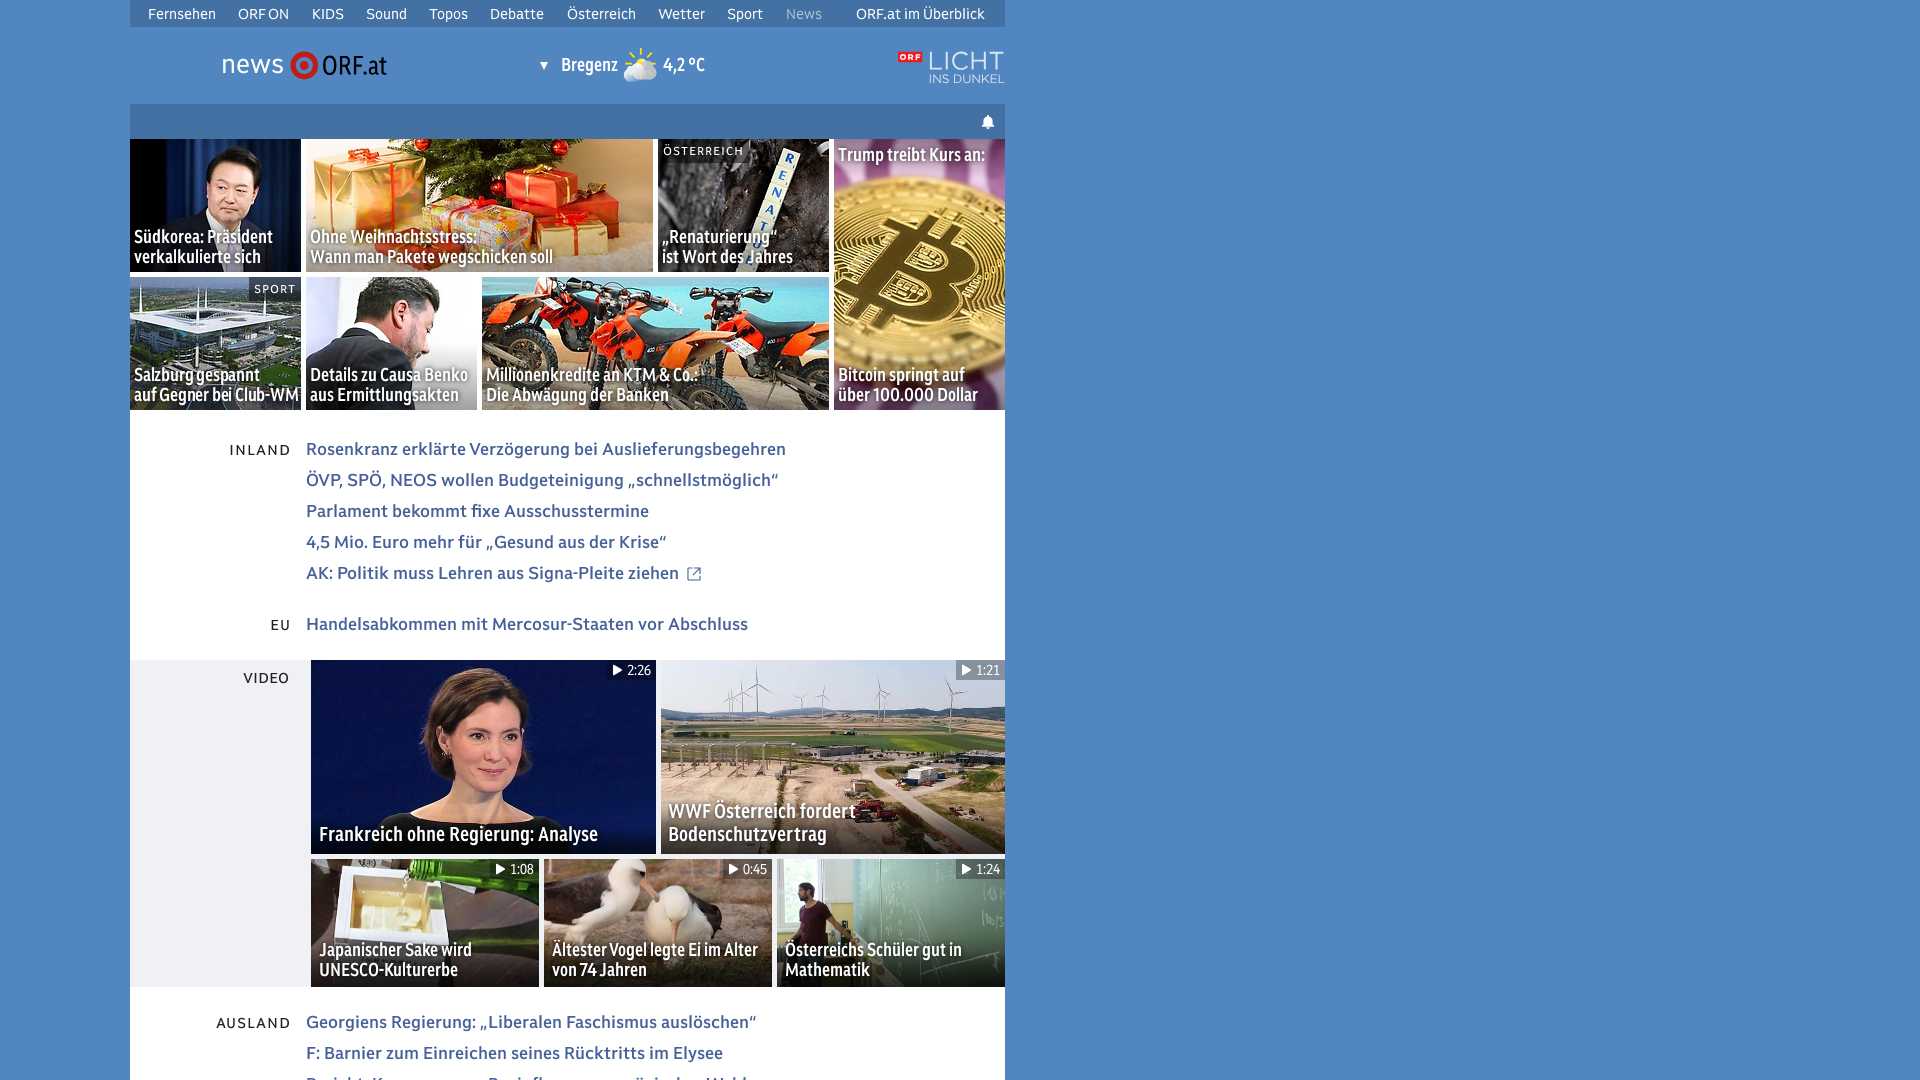 Fernsehen ORF ON KIDS Sound Topos Debatte Österreich Wetter Sport News ORF.at im Überblick
news ORF.at
▼ Bregenz 4,2 °C
ORF LICHT
INS DUNKEL
Südkorea: Präsident
verkalkulierte sich
Ohne Weihnachtsstress:
Wann man Pakete wegschicken soll
ÖSTERREICH
RENATU
„Renaturierung“
ist Wort des Jahres
Trump treibt Kurs an:
Bitcoin springt auf
über 100.000 Dollar
SPORT
Salzburg gespannt
auf Gegner bei Club-WM
Details zu Causa Benko
aus Ermittlungsakten
Millionenkredite an KTM & Co.:
Die Abwägung der Banken
INLAND
Rosenkranz erklärte Verzögerung bei Auslieferungsbegehren
ÖVP, SPÖ, NEOS wollen Budgeteinigung „schnellstmöglich“
Parlament bekommt fixe Ausschusstermine
4,5 Mio. Euro mehr für „Gesund aus der Krise“
AK: Politik muss Lehren aus Signa-Pleite ziehen
EU
Handelsabkommen mit Mercosur-Staaten vor Abschluss
VIDEO
2:26
Frankreich ohne Regierung: Analyse
1:21
WWF Österreich fordert
Bodenschutzvertrag
1:08
Japanischer Sake wird
UNESCO-Kulturerbe
0:45
Ältester Vogel legte Ei im Alter
von 74 Jahren
1:24
Österreichs Schüler gut in
Mathematik
AUSLAND
Georgiens Regierung: „Liberalen Faschismus auslöschen“
F: Barnier zum Einreichen seines Rücktritts im Elysee